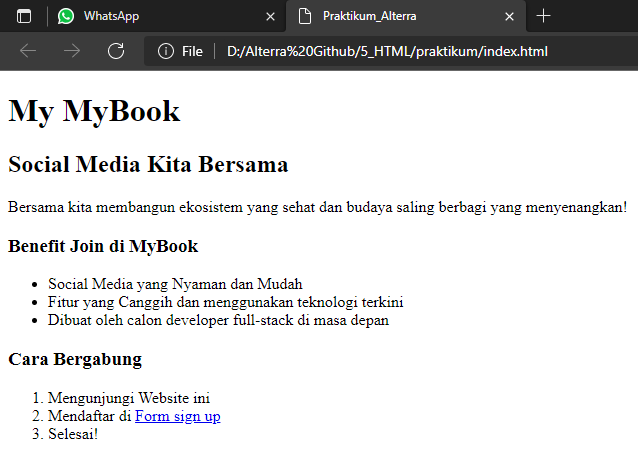 WhatsApp
Praktikum_Alterra
File
D:/Alterra%20Github/5_HTML/praktikum/index.html
My MyBook
Social Media Kita Bersama
Bersama kita membangun ekosistem yang sehat dan budaya saling berbagi yang menyenangkan!
Benefit Join di MyBook
• Social Media yang Nyaman dan Mudah
• Fitur yang Canggih dan menggunakan teknologi terkini
• Dibuat oleh calon developer full-stack di masa depan
Cara Bergabung
1. Mengunjungi Website ini
2. Mendaftar di Form sign up
3. Selesai!